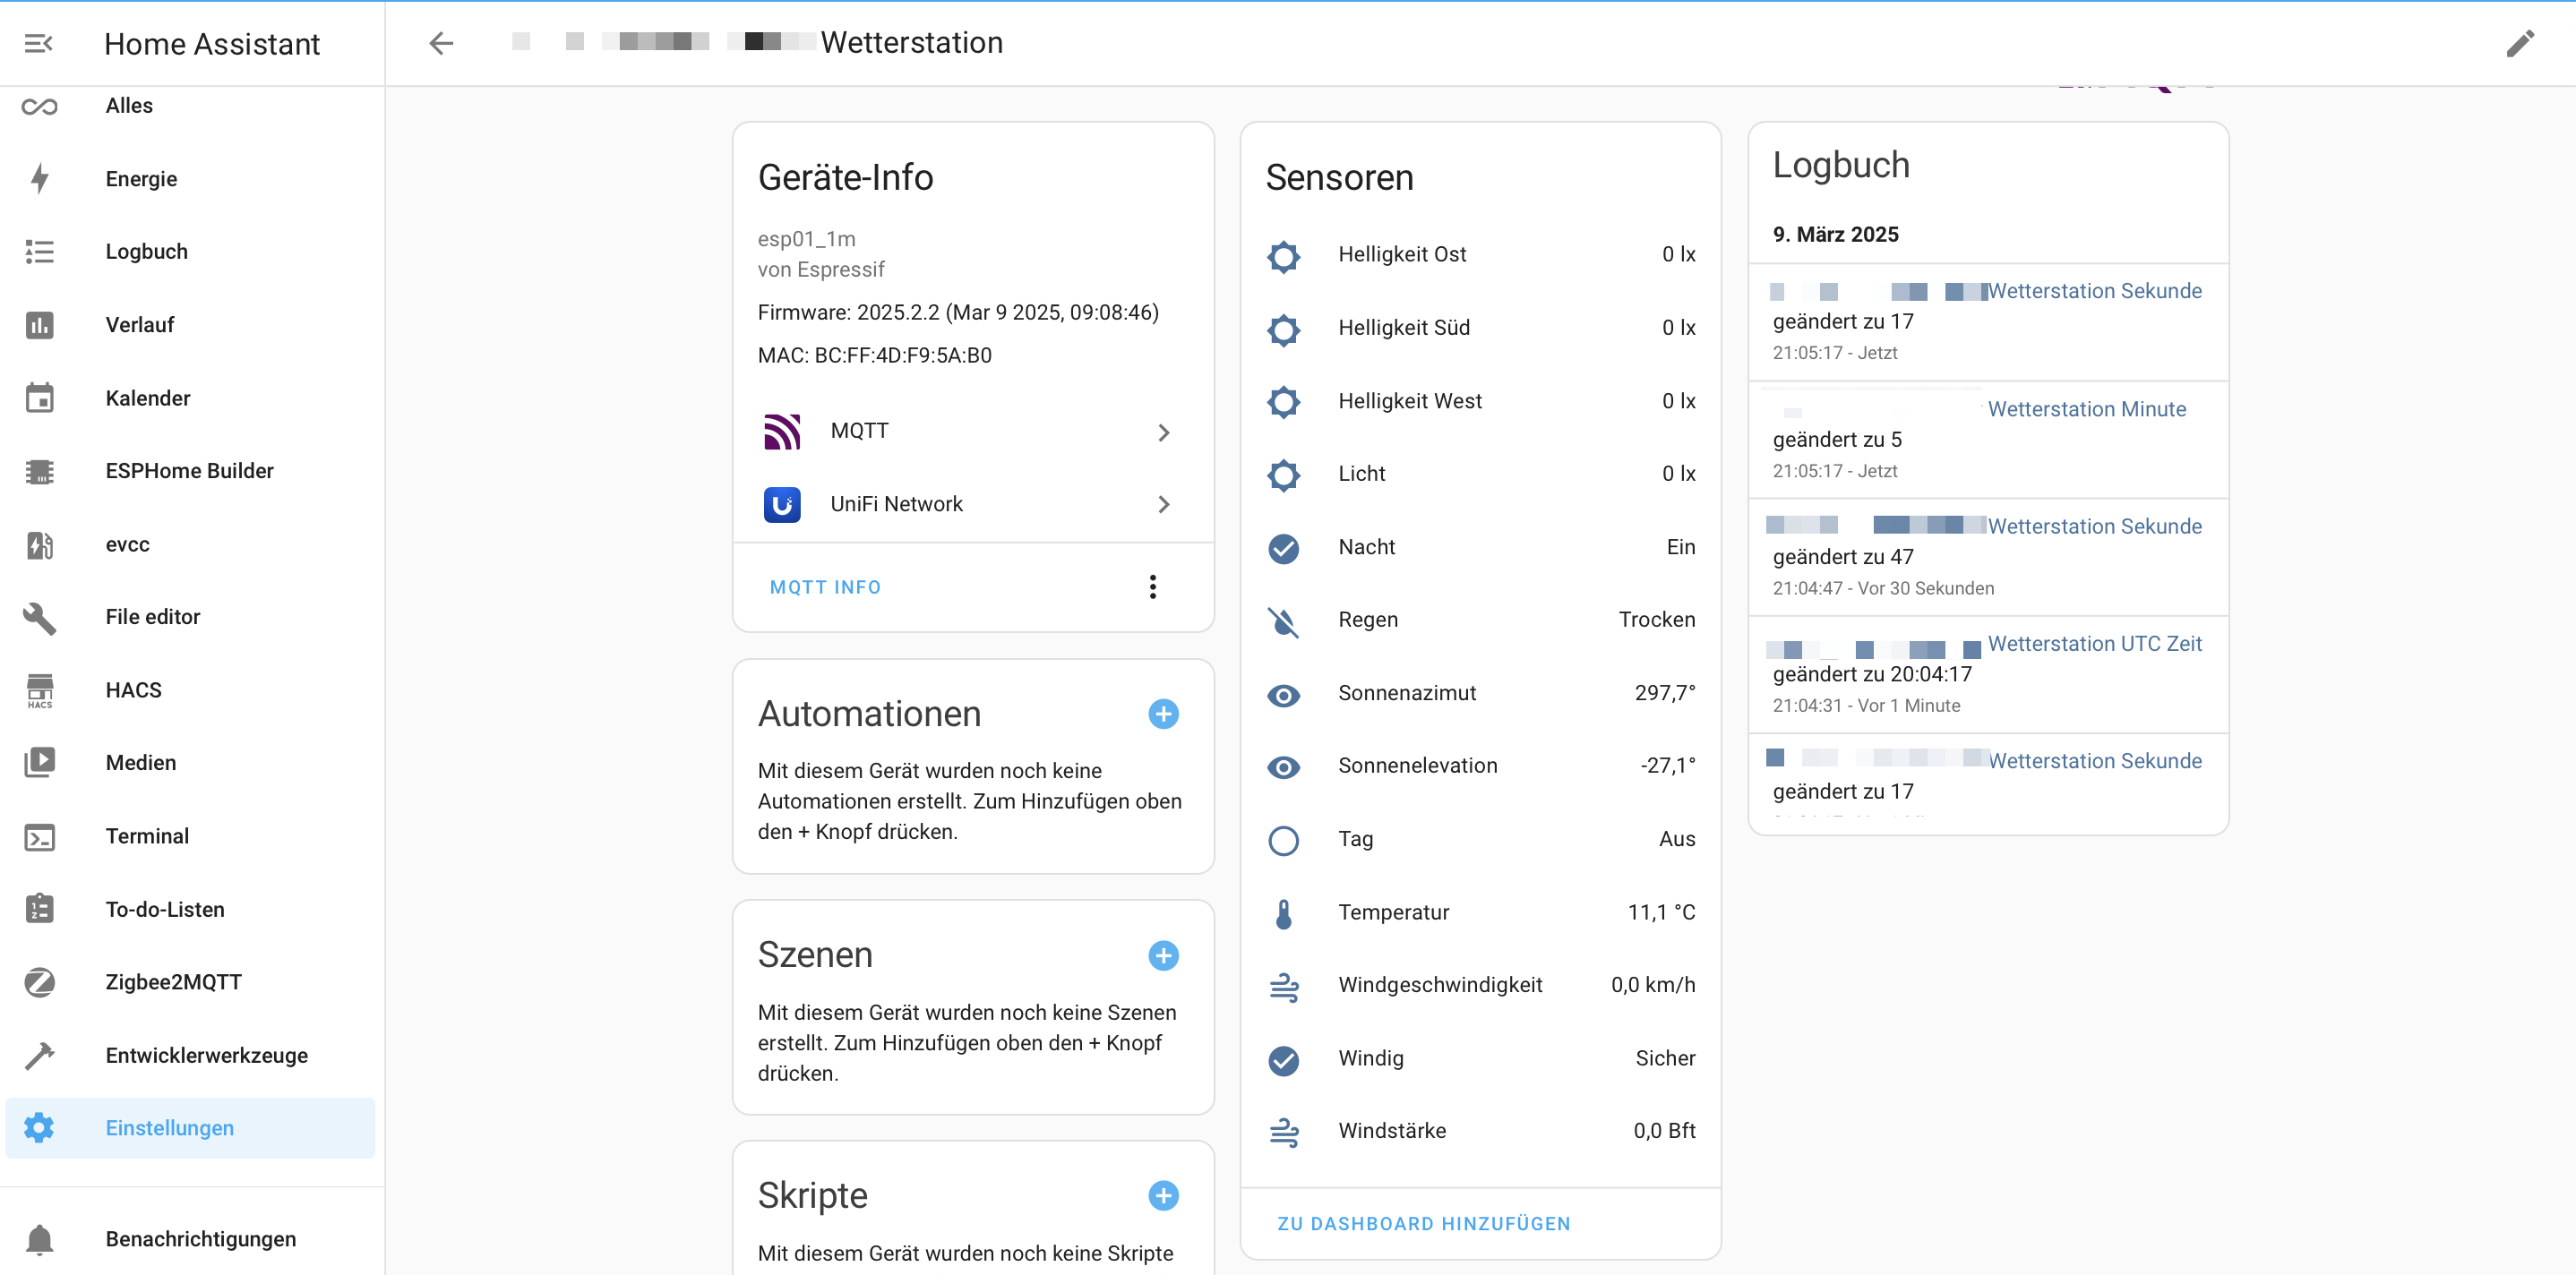 Home Assistant
Wetterstation
Alles
Energie
Logbuch
Verlauf
Kalender
ESPHome Builder
evcc
File editor
HACS
HACS
Medien
Terminal
To-do-Listen
Zigbee2MQTT
Entwicklerwerkzeuge
Einstellungen
Benachrichtigungen
Geräte-Info
esp01_1m
von Espressif
Firmware: 2025.2.2 (Mar 9 2025, 09:08:46)
MAC: BC:FF:4D:F9:5A:B0
MQTT
UniFi Network
MQTT INFO
Automationen
Mit diesem Gerät wurden noch keine
Automationen erstellt. Zum Hinzufügen oben
den + Knopf drücken.
Szenen
Mit diesem Gerät wurden noch keine Szenen
erstellt. Zum Hinzufügen oben den + Knopf
drücken.
Skripte
Mit diesem Gerät wurden noch keine Skripte
Sensoren
Helligkeit Ost 0 lx
Helligkeit Süd 0 lx
Helligkeit West 0 lx
Licht 0 lx
Nacht Ein
Regen Trocken
Sonnenazimut 297,7°
Sonnenelevation -27,1°
Tag Aus
Temperatur 11,1 °C
Windgeschwindigkeit 0,0 km/h
Windig Sicher
Windstärke 0,0 Bft
ZU DASHBOARD HINZUFÜGEN
Logbuch
9. März 2025
Wetterstation Sekunde
geändert zu 17
21:05:17 - Jetzt
Wetterstation Minute
geändert zu 5
21:05:17 - Jetzt
Wetterstation Sekunde
geändert zu 47
21:04:47 - Vor 30 Sekunden
Wetterstation UTC Zeit
geändert zu 20:04:17
21:04:31 - Vor 1 Minute
Wetterstation Sekunde
geändert zu 17